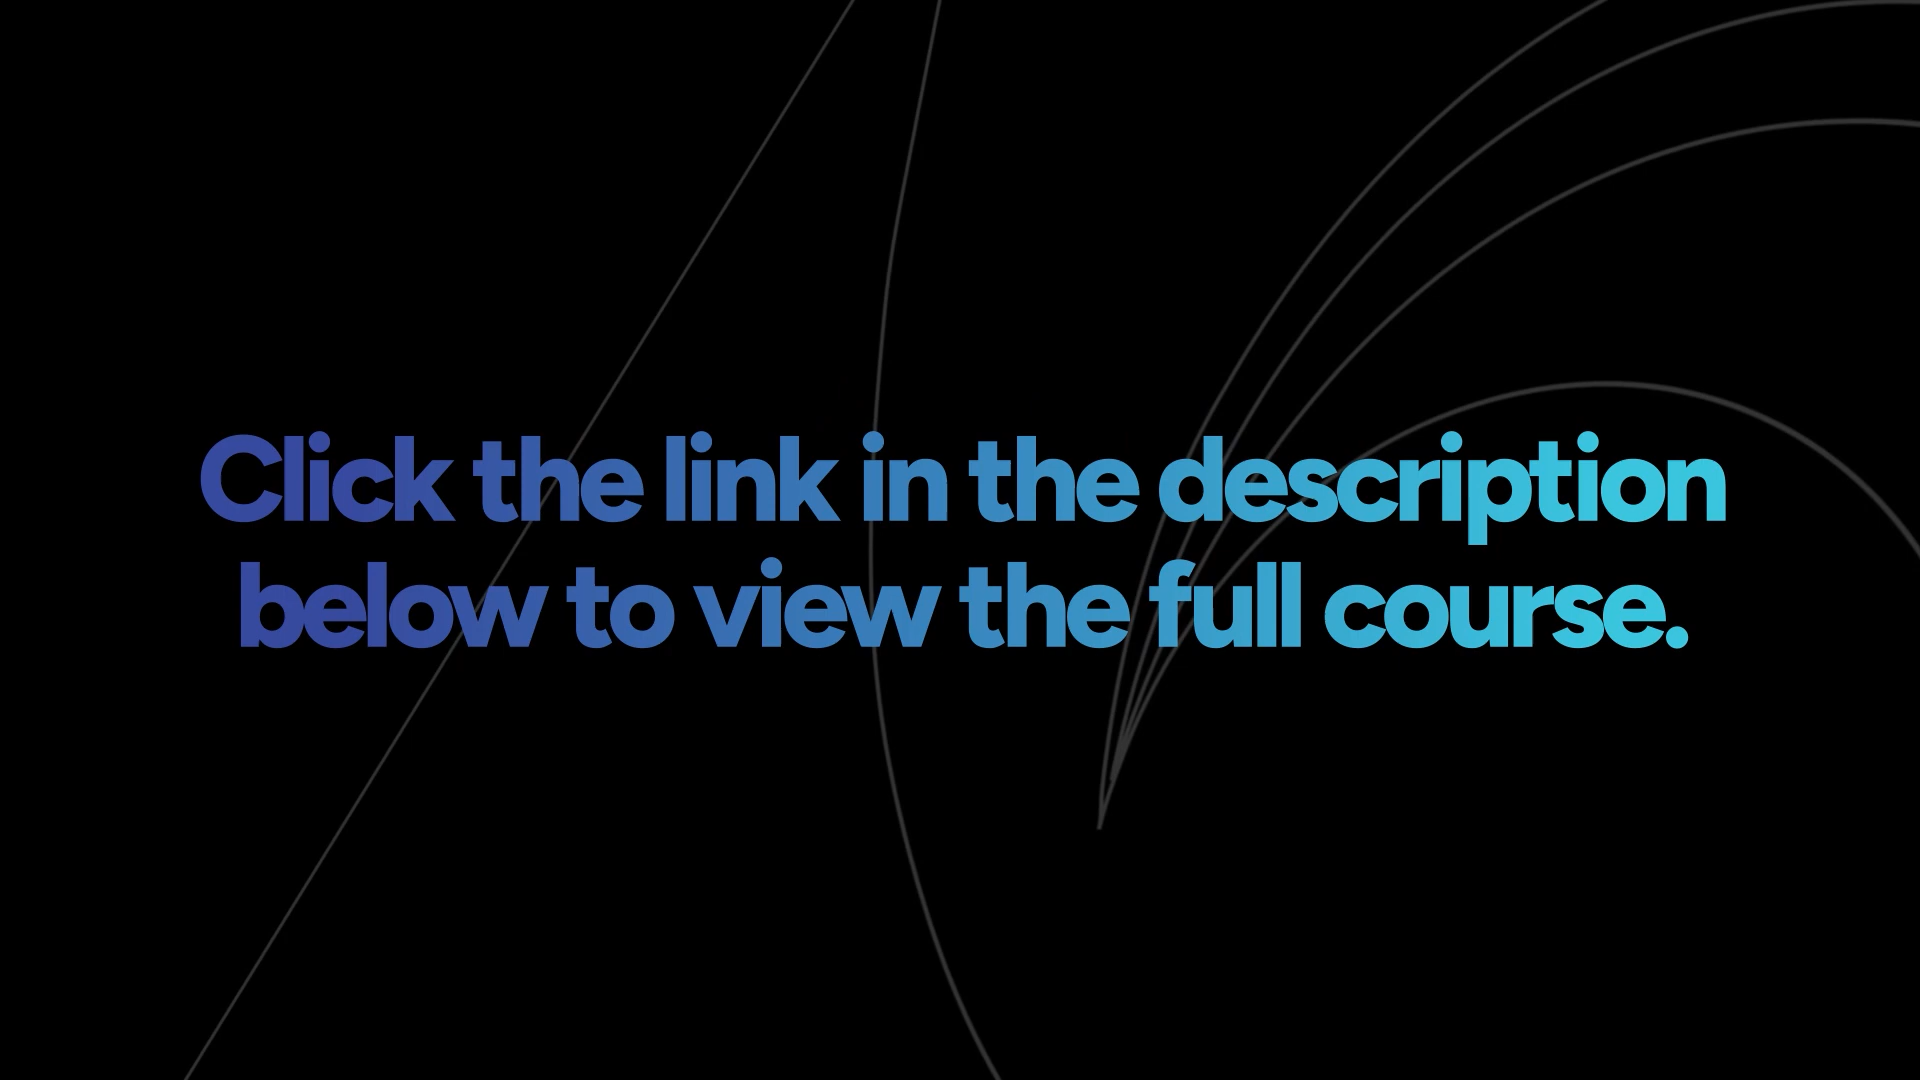 Click the link in the description
below to view the full course.